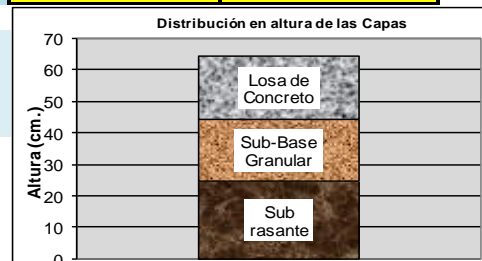 Distribución en altura de las Capas
Altura (cm.)
70
60
50
40
30
20
10
0
Losa de
Concreto
Sub-Base
Granular
Sub
rasante